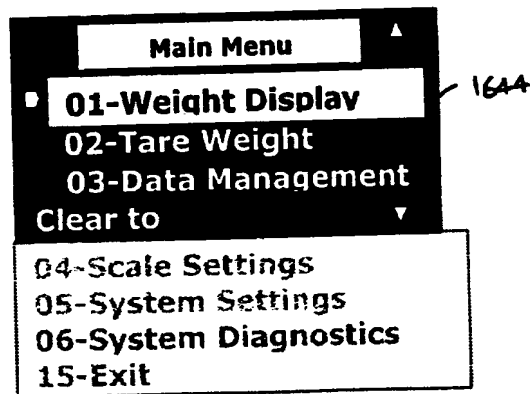 Main Menu
01-Weight Display
1644
02-Tare Weight
03-Data Management
Clear to
04-Scale Settings
05-System Settings
06-System Diagnostics
15-Exit